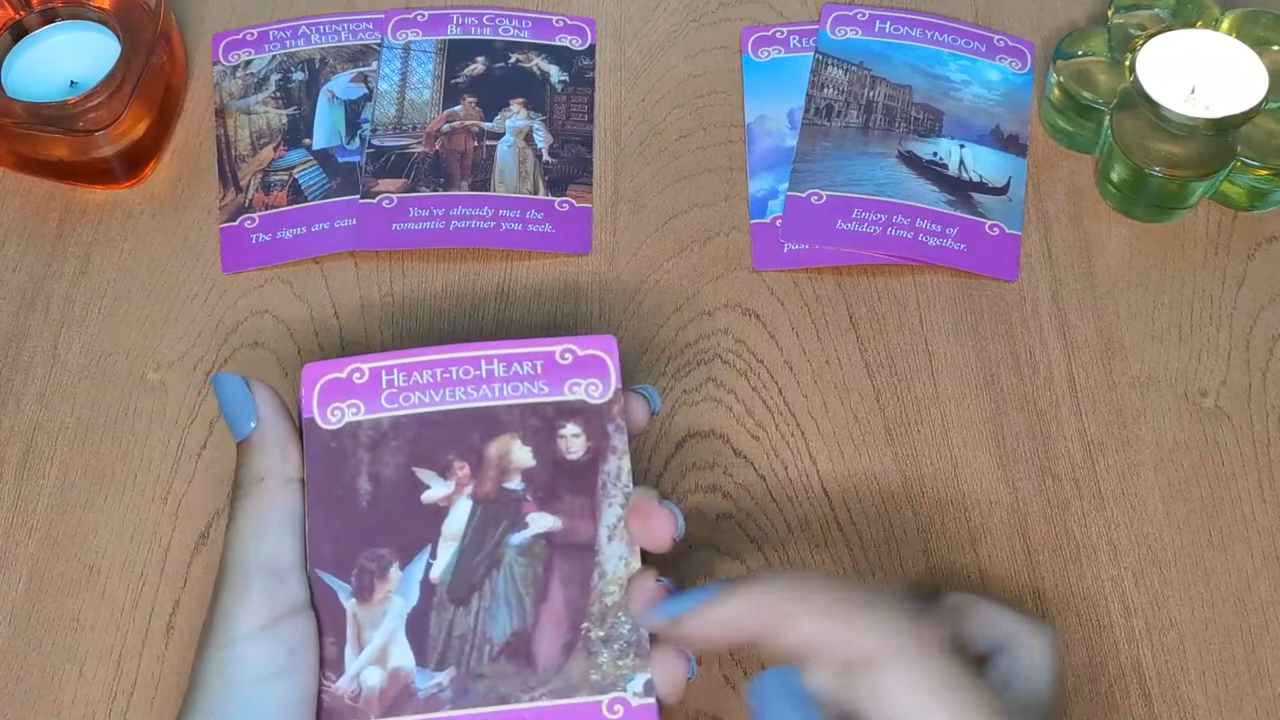 PAY ATTENTION
TO THE RED FLAGS
The signs are
THIS COULD
BE THE ONE
You've already met the
romantic partner you seek.
HONEYMOON
Enjoy the bliss of
holiday time together.
HEART-TO-HEART
CONVERSATIONS